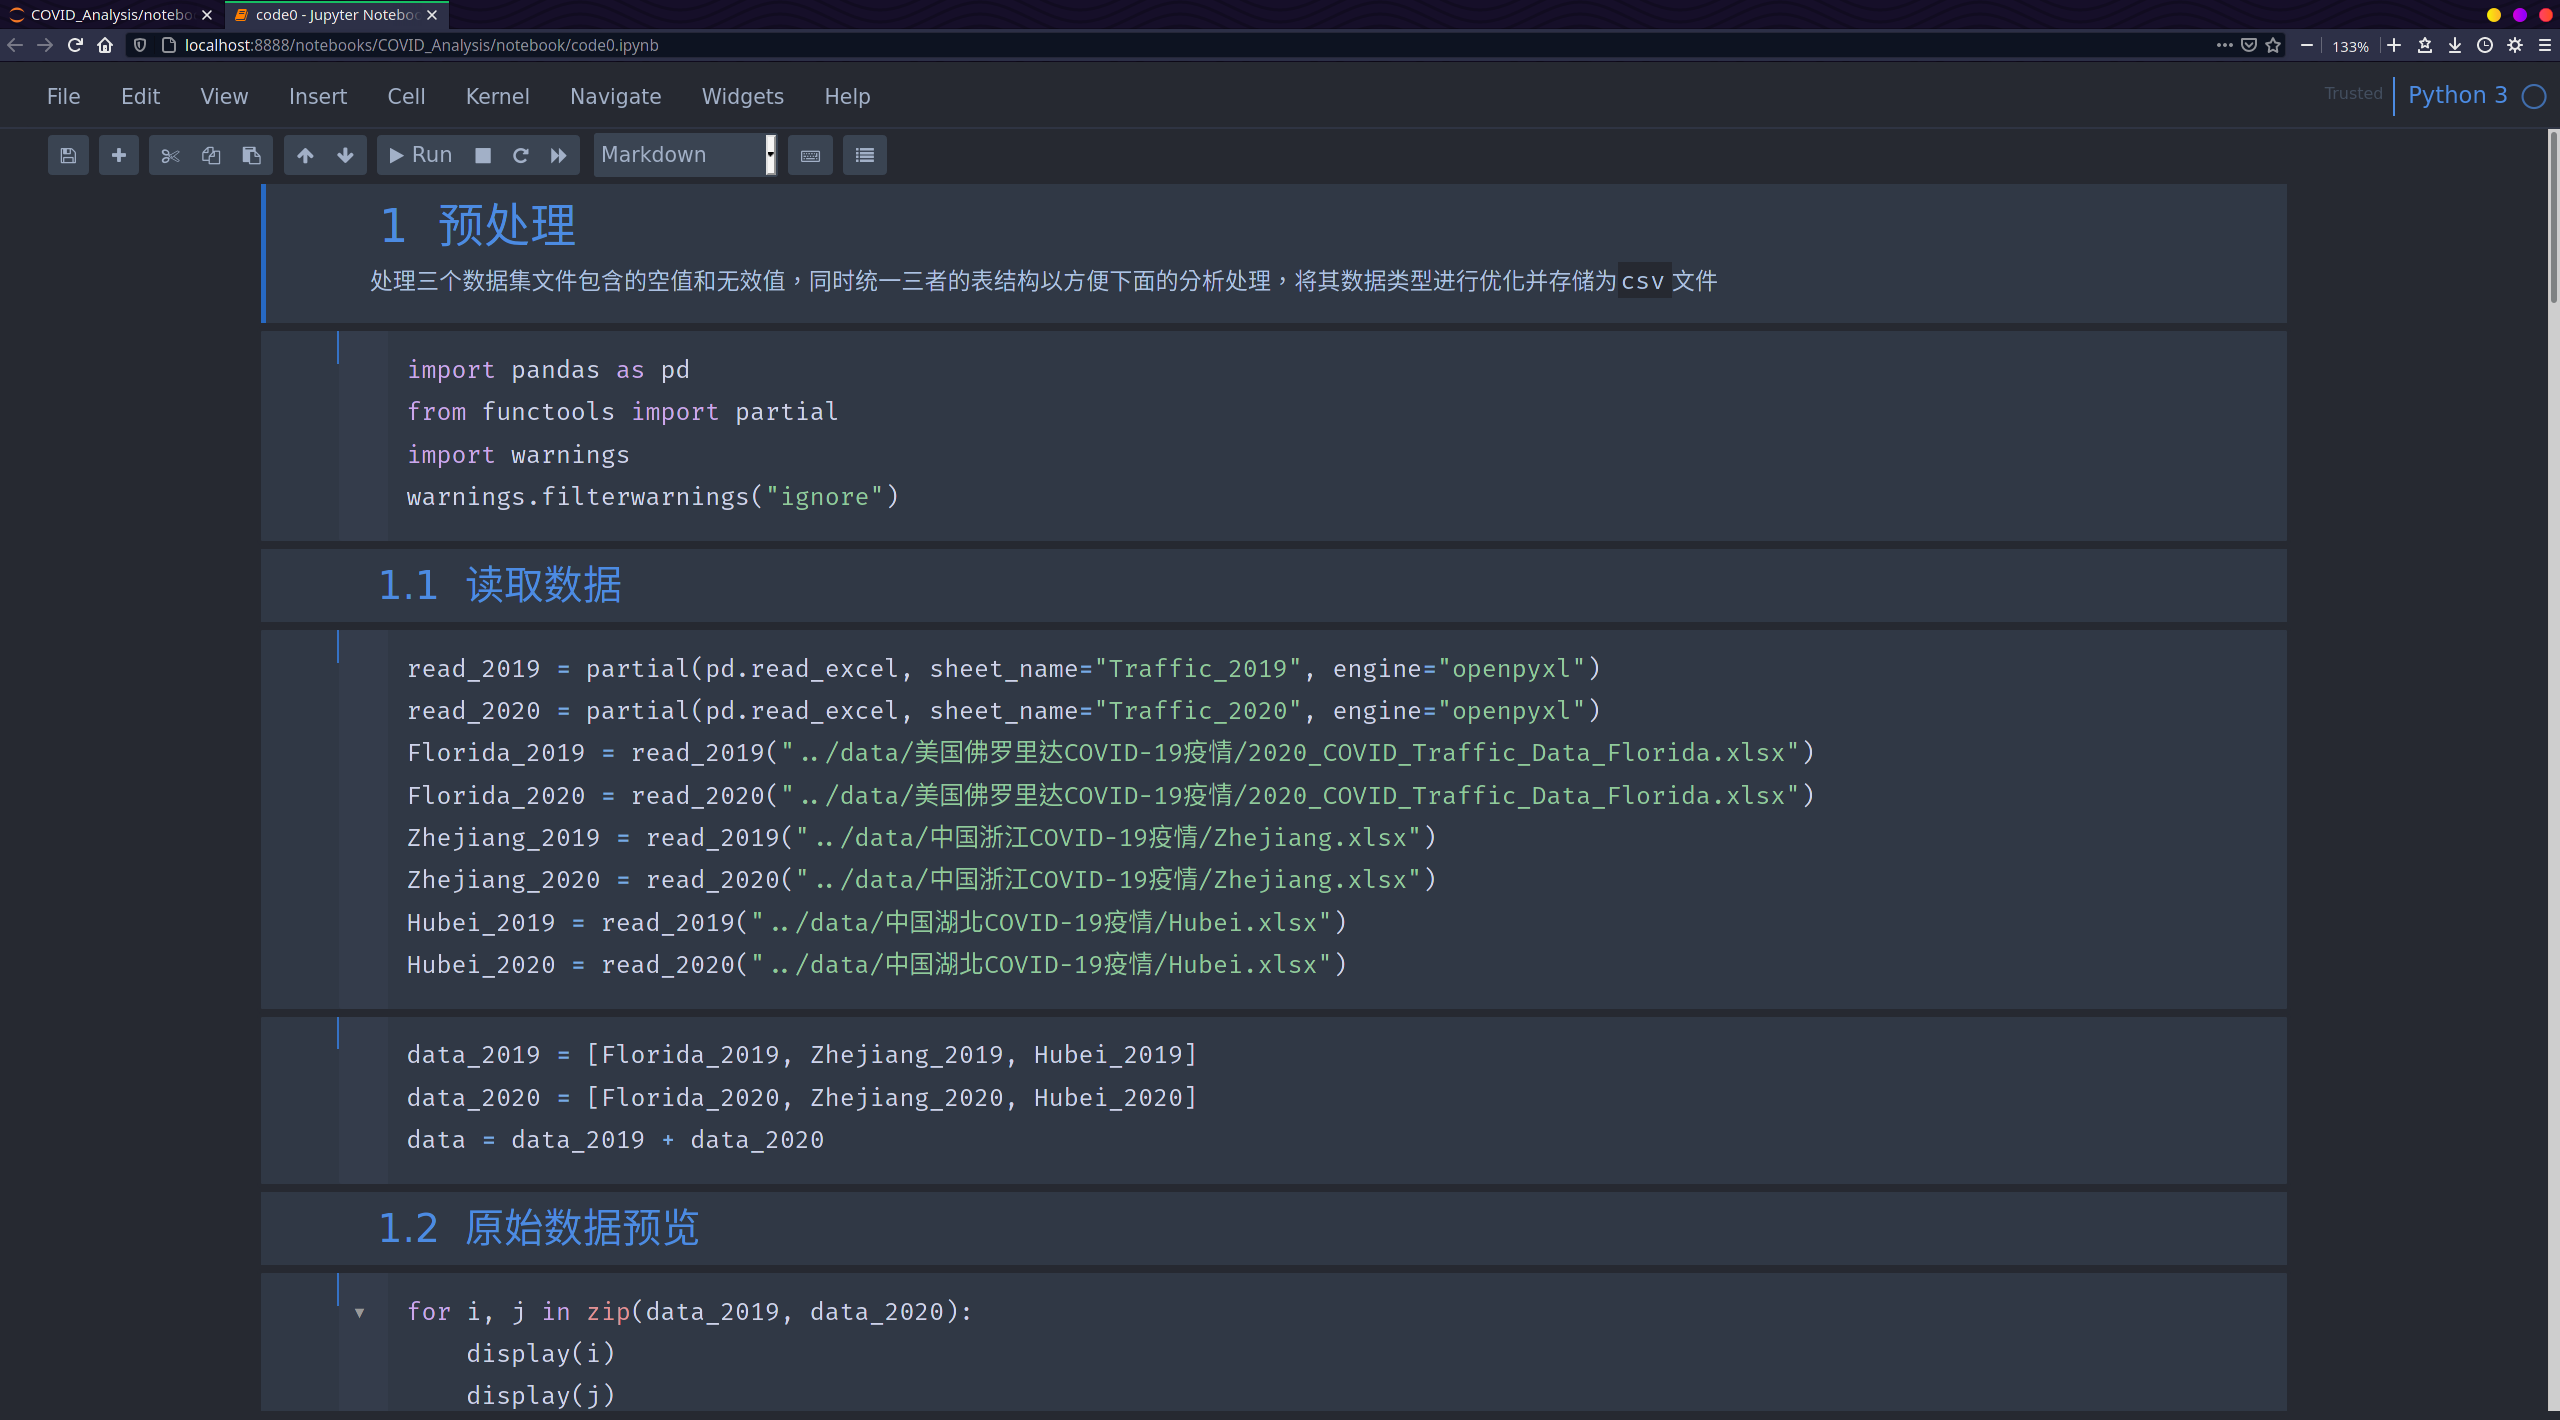 COVID_Analysis/notebo
code0 - Jupyter Noteboo
localhost:8888/notebooks/COVID_Analysis/notebook/code0.ipynb
133%
File Edit View Insert Cell Kernel Navigate Widgets Help
Trusted
Python 3
Run
Markdown
1 预处理
处理三个数据集文件包含的空值和无效值，同时统一三者的表结构以方便下面的分析处理，将其数据类型进行优化并存储为csv文件
import pandas as pd
from functools import partial
import warnings
warnings.filterwarnings("ignore")
1.1 读取数据
read_2019 = partial(pd.read_excel, sheet_name="Traffic_2019", engine="openpyxl")
read_2020 = partial(pd.read_excel, sheet_name="Traffic_2020", engine="openpyxl")
Florida_2019 = read_2019("../data/美国佛罗里达COVID-19疫情/2020_COVID_Traffic_Data_Florida.xlsx")
Florida_2020 = read_2020("../data/美国佛罗里达COVID-19疫情/2020_COVID_Traffic_Data_Florida.xlsx")
Zhejiang_2019 = read_2019("../data/中国浙江COVID-19疫情/Zhejiang.xlsx")
Zhejiang_2020 = read_2020("../data/中国浙江COVID-19疫情/Zhejiang.xlsx")
Hubei_2019 = read_2019("../data/中国湖北COVID-19疫情/Hubei.xlsx")
Hubei_2020 = read_2020("../data/中国湖北COVID-19疫情/Hubei.xlsx")
data_2019 = [Florida_2019, Zhejiang_2019, Hubei_2019]
data_2020 = [Florida_2020, Zhejiang_2020, Hubei_2020]
data = data_2019 + data_2020
1.2 原始数据预览
for i, j in zip(data_2019, data_2020):
    display(i)
    display(j)